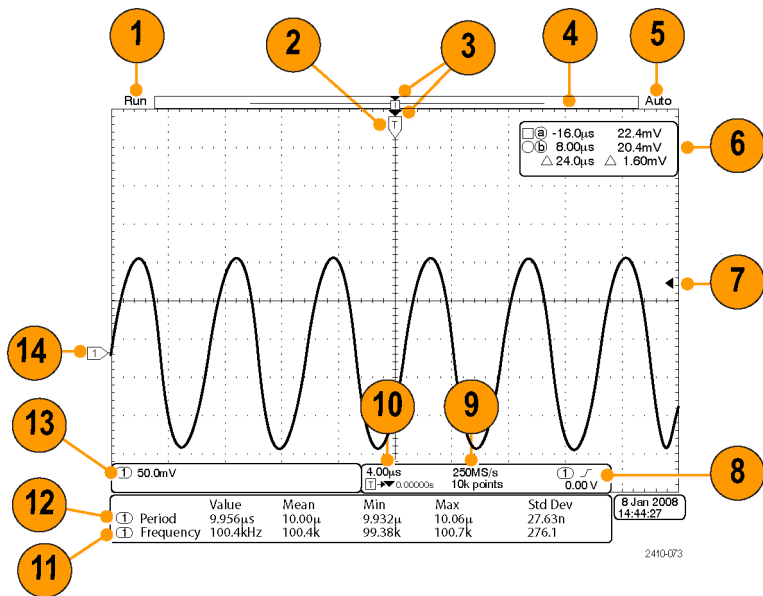 1
2
3
4
5
Run
Auto
T
T
ⓐ -16.0μs 22.4mV
ⓑ 8.00μs 20.4mV
△ 24.0μs △ 1.60mV
6
7
14
1
10
9
13
① 50.0mV
4.00μs 250MS/s ① 
T 0.00000s 10k points 0.00 V
8
Value Mean Min Max Std Dev
12
① Period 9.956μs 10.00μ 9.932μ 10.06μ 27.63n
① Frequency 100.4kHz 100.4k 99.38k 100.7k 276.1
11
8 Jan 2008
14:44:27
2410-073